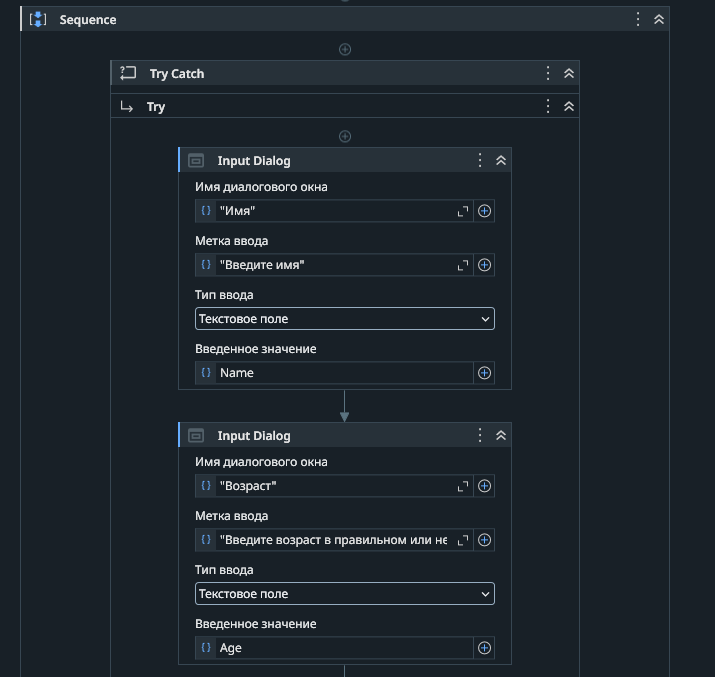 Sequence
Try Catch
Try
Input Dialog
Имя диалогового окна
"Имя"
Метка ввода
"Введите имя"
Тип ввода
Текстовое поле
Введенное значение
Name
Input Dialog
Имя диалогового окна
"Возраст"
Метка ввода
"Введите возраст в правильном или не
Тип ввода
Текстовое поле
Введенное значение
Age